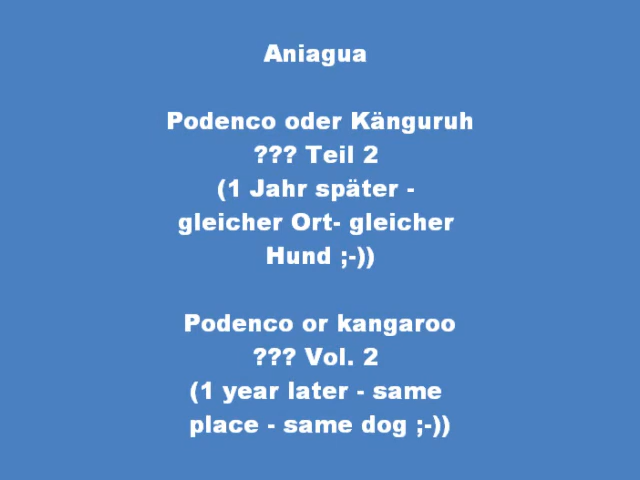 Aniagua
Podenco oder Känguruh
??? Teil 2
(1 Jahr später -
gleicher Ort- gleicher
Hund ;-))
Podenco or kangaroo
??? Vol. 2
(1 year later - same
place - same dog ;-))